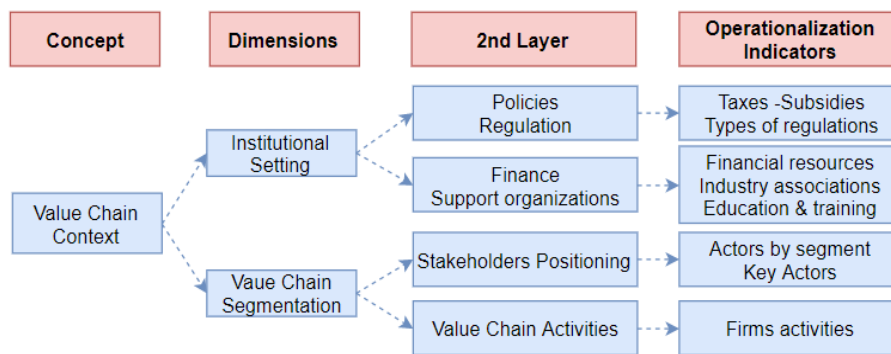 Concept
Dimensions
2nd Layer
Operationalization
Indicators
Value Chain
Context
Institutional
Setting
Vaue Chain
Segmentation
Policies
Regulation
Finance
Support organizations
Stakeholders Positioning
Value Chain Activities
Taxes -Subsidies
Types of regulations
Financial resources
Industry associations
Education & training
Actors by segment
Key Actors
Firms activities